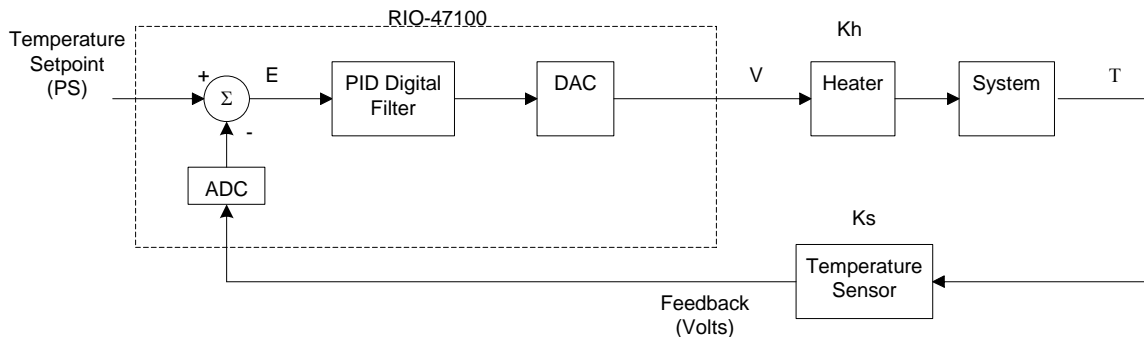 RIO-47100
Temperature
Setpoint
(PS)
+
Σ
-
E
PID Digital
Filter
DAC
V
Kh
Heater
System
T
ADC
Ks
Temperature
Sensor
Feedback
(Volts)